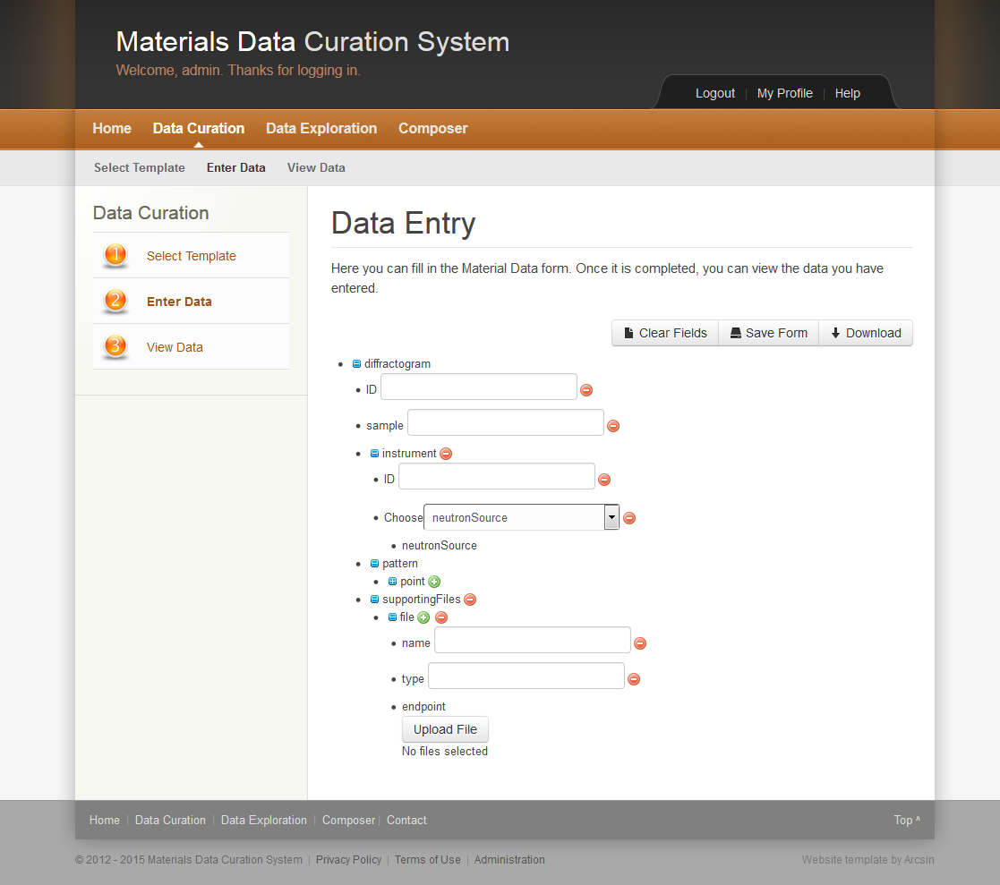 Materials Data Curation System
Welcome, admin. Thanks for logging in.
Logout | My Profile | Help
Home Data Curation Data Exploration Composer
Select Template Enter Data View Data
Data Curation
1 Select Template
2 Enter Data
3 View Data
Data Entry
Here you can fill in the Material Data form. Once it is completed, you can view the data you have
entered.
Clear Fields Save Form Download
diffractogram
ID
sample
instrument
ID
Choose neutronSource
neutronSource
pattern
point
supportingFiles
file
name
type
endpoint
Upload File
No files selected
Home | Data Curation | Data Exploration | Composer | Contact Top ^
© 2012 - 2015 Materials Data Curation System | Privacy Policy | Terms of Use | Administration Website template by Arcsin